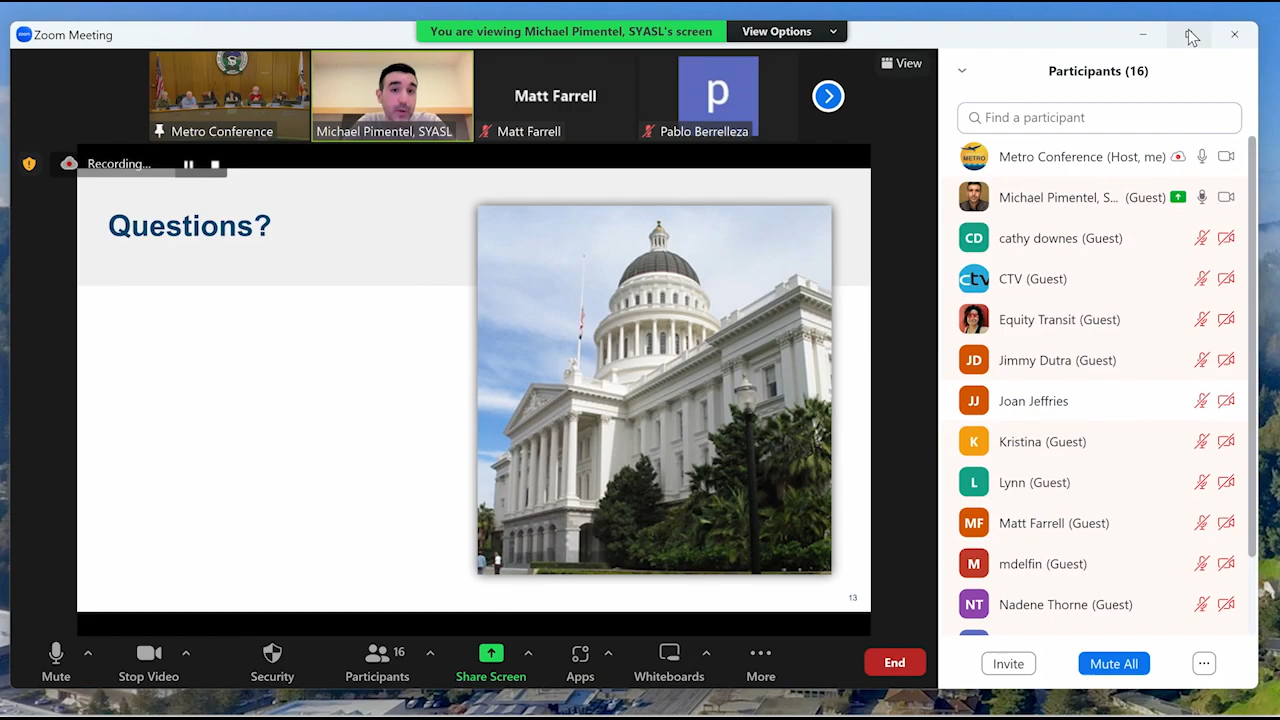 You are viewing Michael Pimentel, SYASL's screen
View Options
zoom
Zoom Meeting
View
Metro Conference
Michael Pimentel, SYASL
Matt Farrell
Matt Farrell
p
Pablo Berrelleza
Recording...
Questions?
13
Participants (16)
Find a participant
METRO
Metro Conference (Host, me)
Michael Pimentel, S... (Guest)
CD
cathy downes (Guest)
ctv
CTV (Guest)
Equity Transit (Guest)
JD
Jimmy Dutra (Guest)
JJ
Joan Jeffries
K
Kristina (Guest)
L
Lynn (Guest)
MF
Matt Farrell (Guest)
M
mdelfin (Guest)
NT
Nadene Thorne (Guest)
Invite
Mute All
Mute
Stop Video
Security
16
Participants
Share Screen
Apps
Whiteboards
More
End